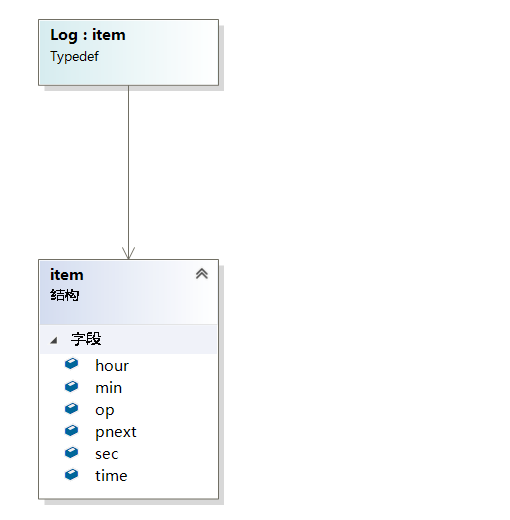 Log : item
Typedef
item
结构
字段
hour
min
op
pnext
sec
time